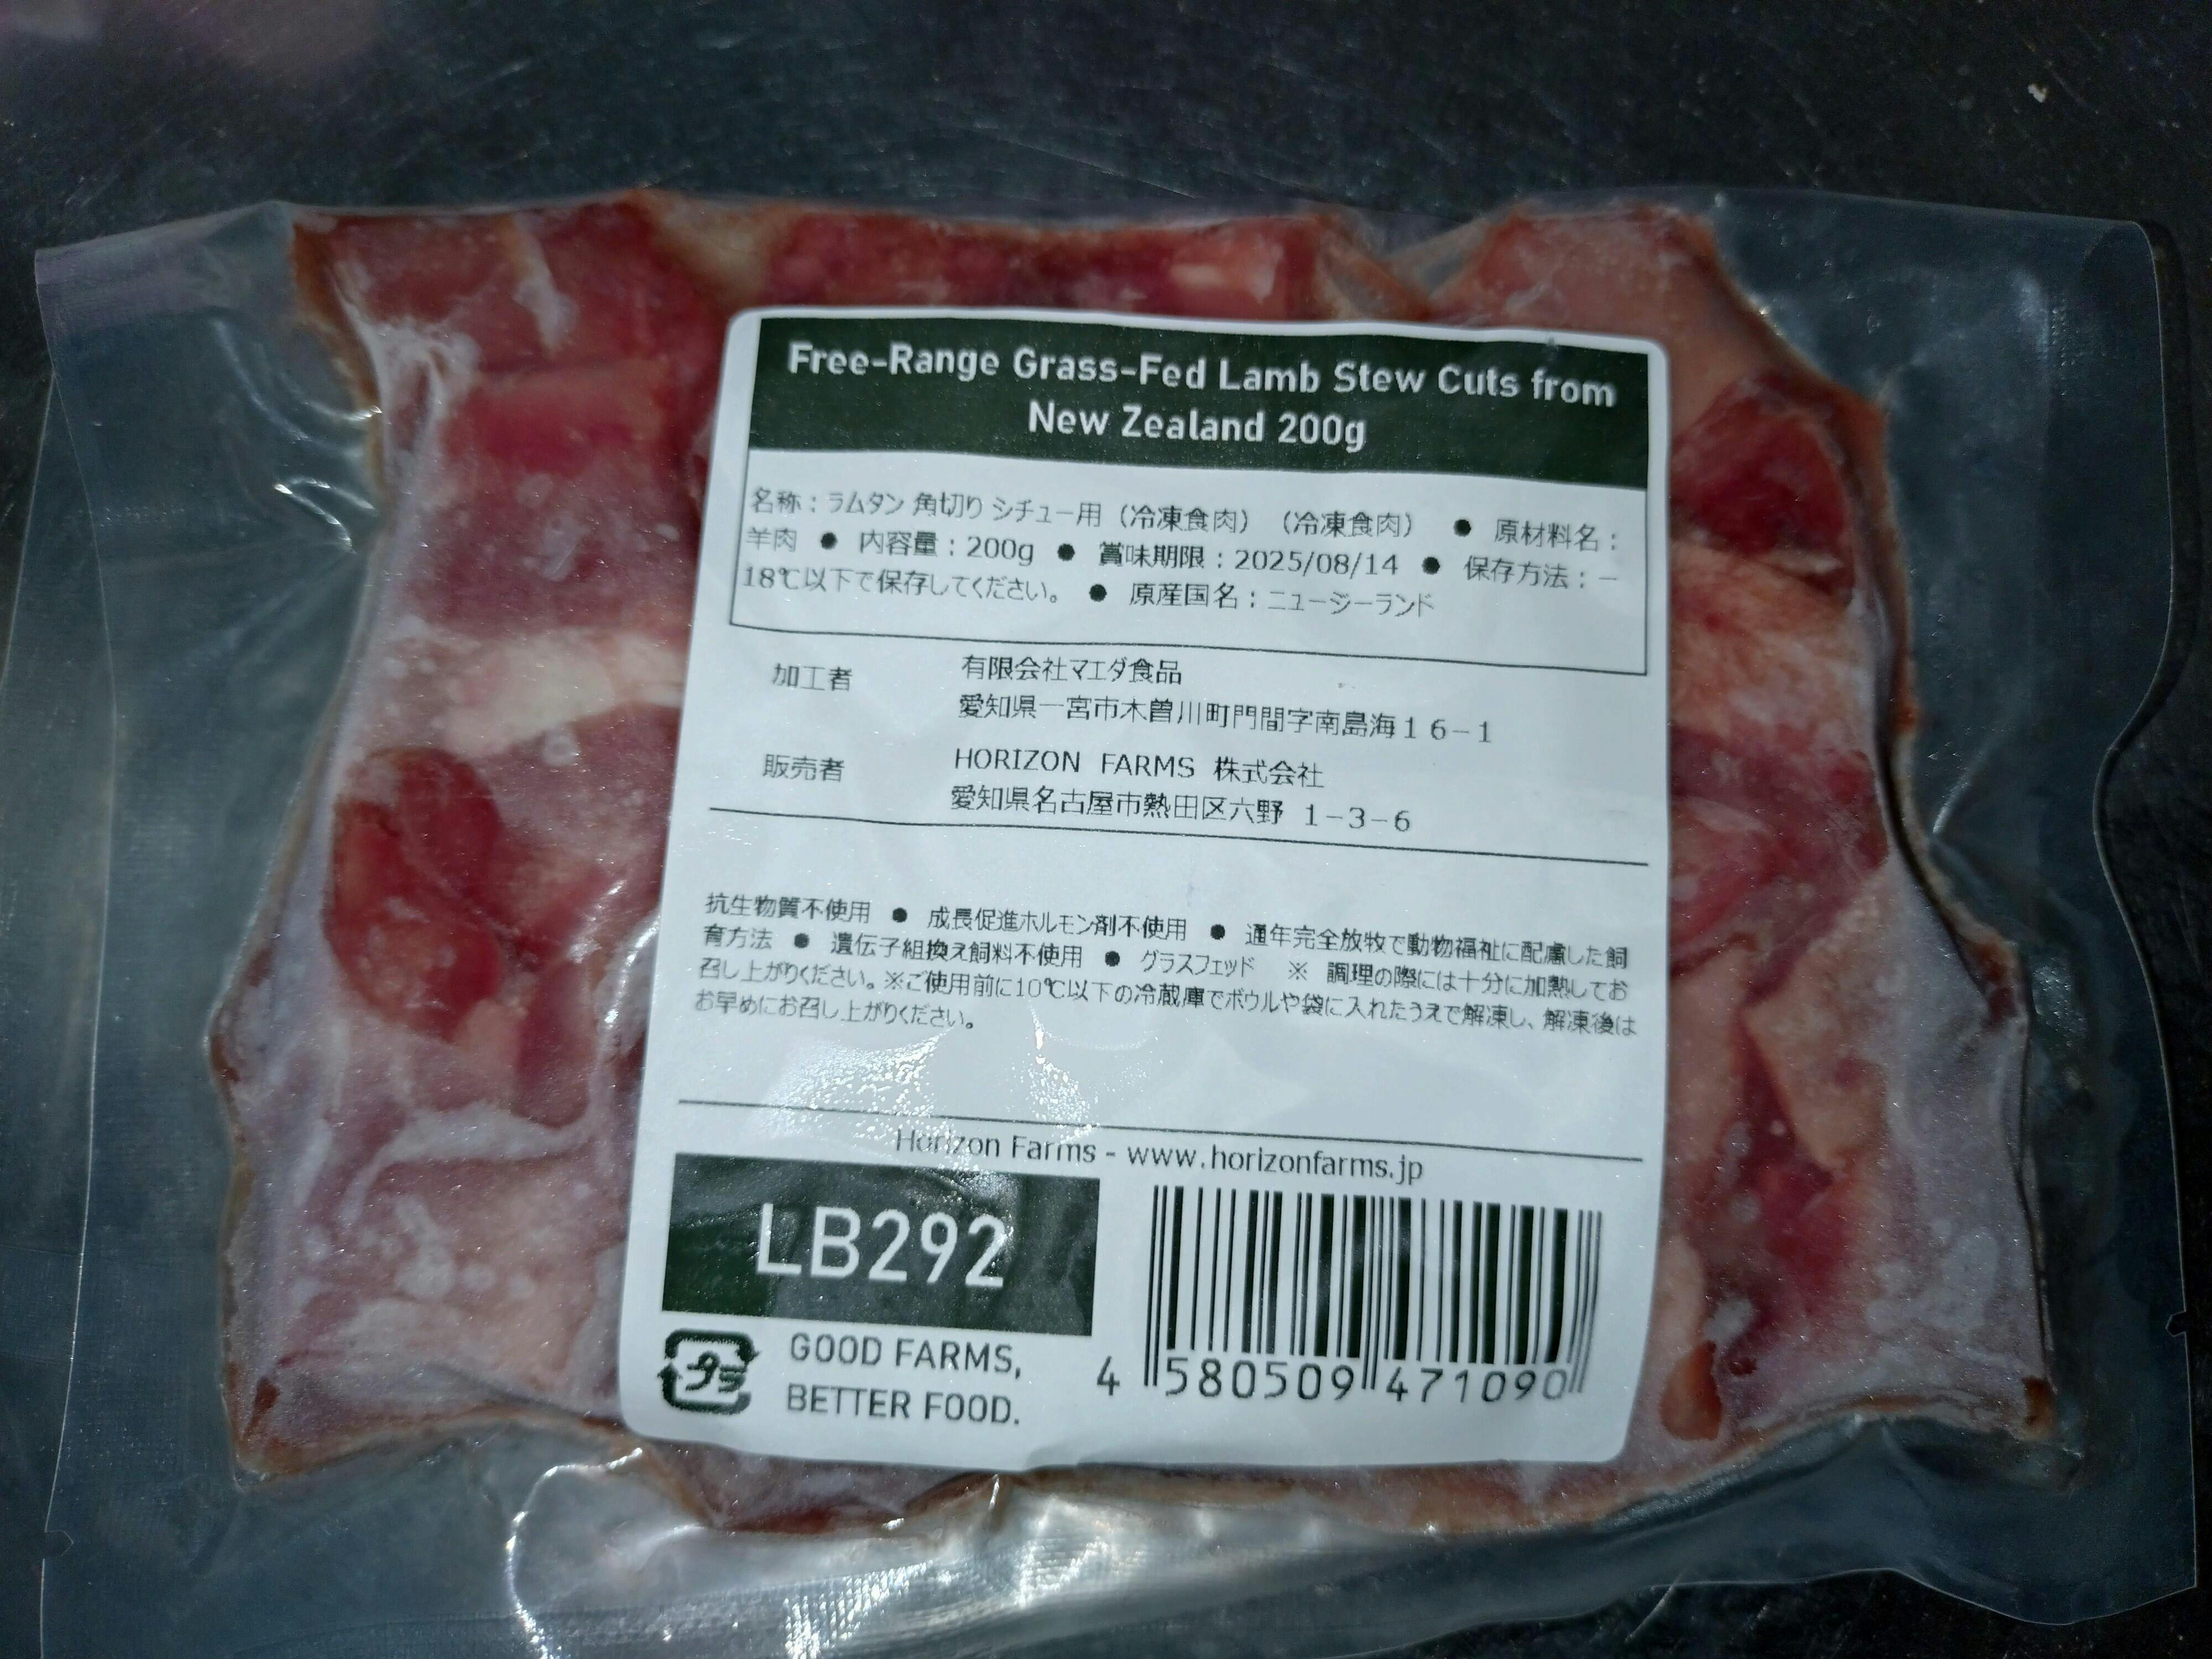 Free-Range Grass-Fed Lamb Stew Cuts from
New Zealand 200g
名称：ラムタン 角切り シチュー用（冷凍食肉）（冷凍食肉） ● 原材料名：
羊肉 ● 内容量：200g ● 賞味期限：2025/08/14 ● 保存方法：－
18℃以下で保存してください。 ● 原産国名：ニュージーランド
加工者 有限会社マエダ食品
愛知県一宮市木曽川町門間字南島海１６−１
販売者 HORIZON FARMS 株式会社
愛知県名古屋市熱田区六野 １−３−６
抗生物質不使用 ● 成長促進ホルモン剤不使用 ● 通年完全放牧で動物福祉に配慮した飼
育方法 ● 遺伝子組換え飼料不使用 ● グラスフェッド ※ 調理の際には十分に加熱してお
召し上がりください。※ご使用前に10℃以下の冷蔵庫でボウルや袋に入れたうえで解凍し、解凍後は
お早めにお召し上がりください。
Horizon Farms - www.horizonfarms.jp
LB292
プラ
GOOD FARMS,
BETTER FOOD.
4 580509 471090